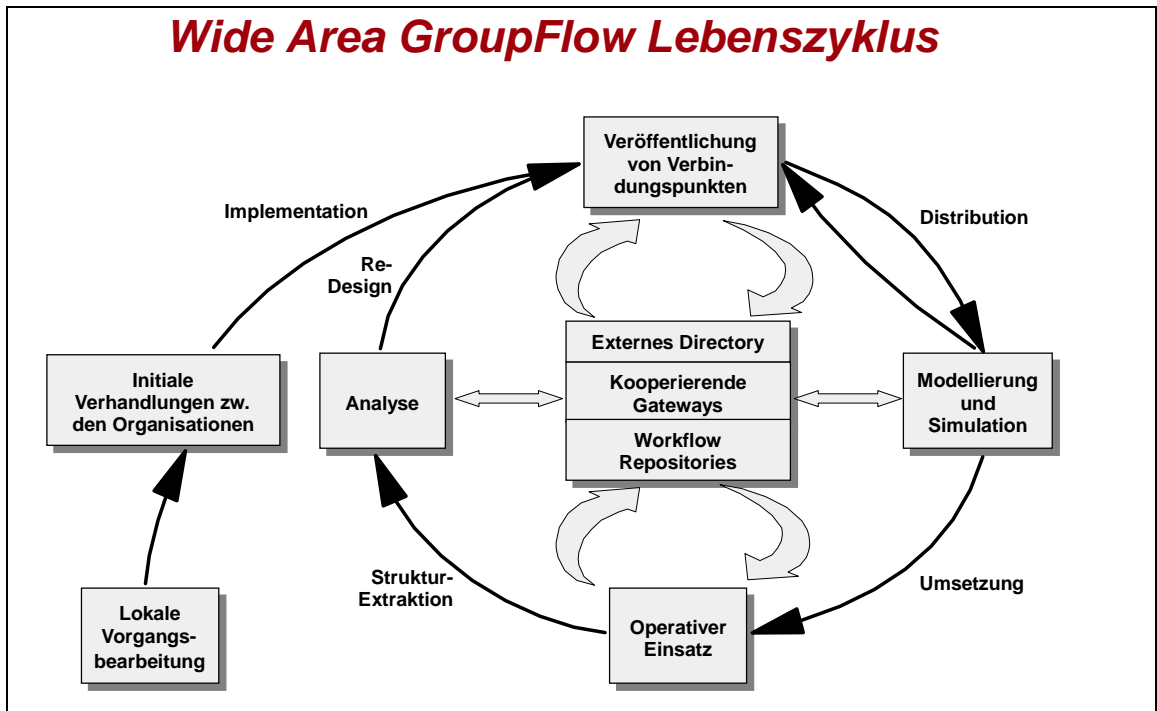 Wide Area GroupFlow Lebenszyklus
Veröffentlichung
von Verbin-
dungspunkten
Implementation
Distribution
Re-
Design
Initiale
Verhandlungen zw.
den Organisationen
Analyse
Externes Directory
Kooperierende
Gateways
Workflow
Repositories
Modellierung
und
Simulation
Struktur-
Extraktion
Umsetzung
Lokale
Vorgangs-
bearbeitung
Operativer
Einsatz